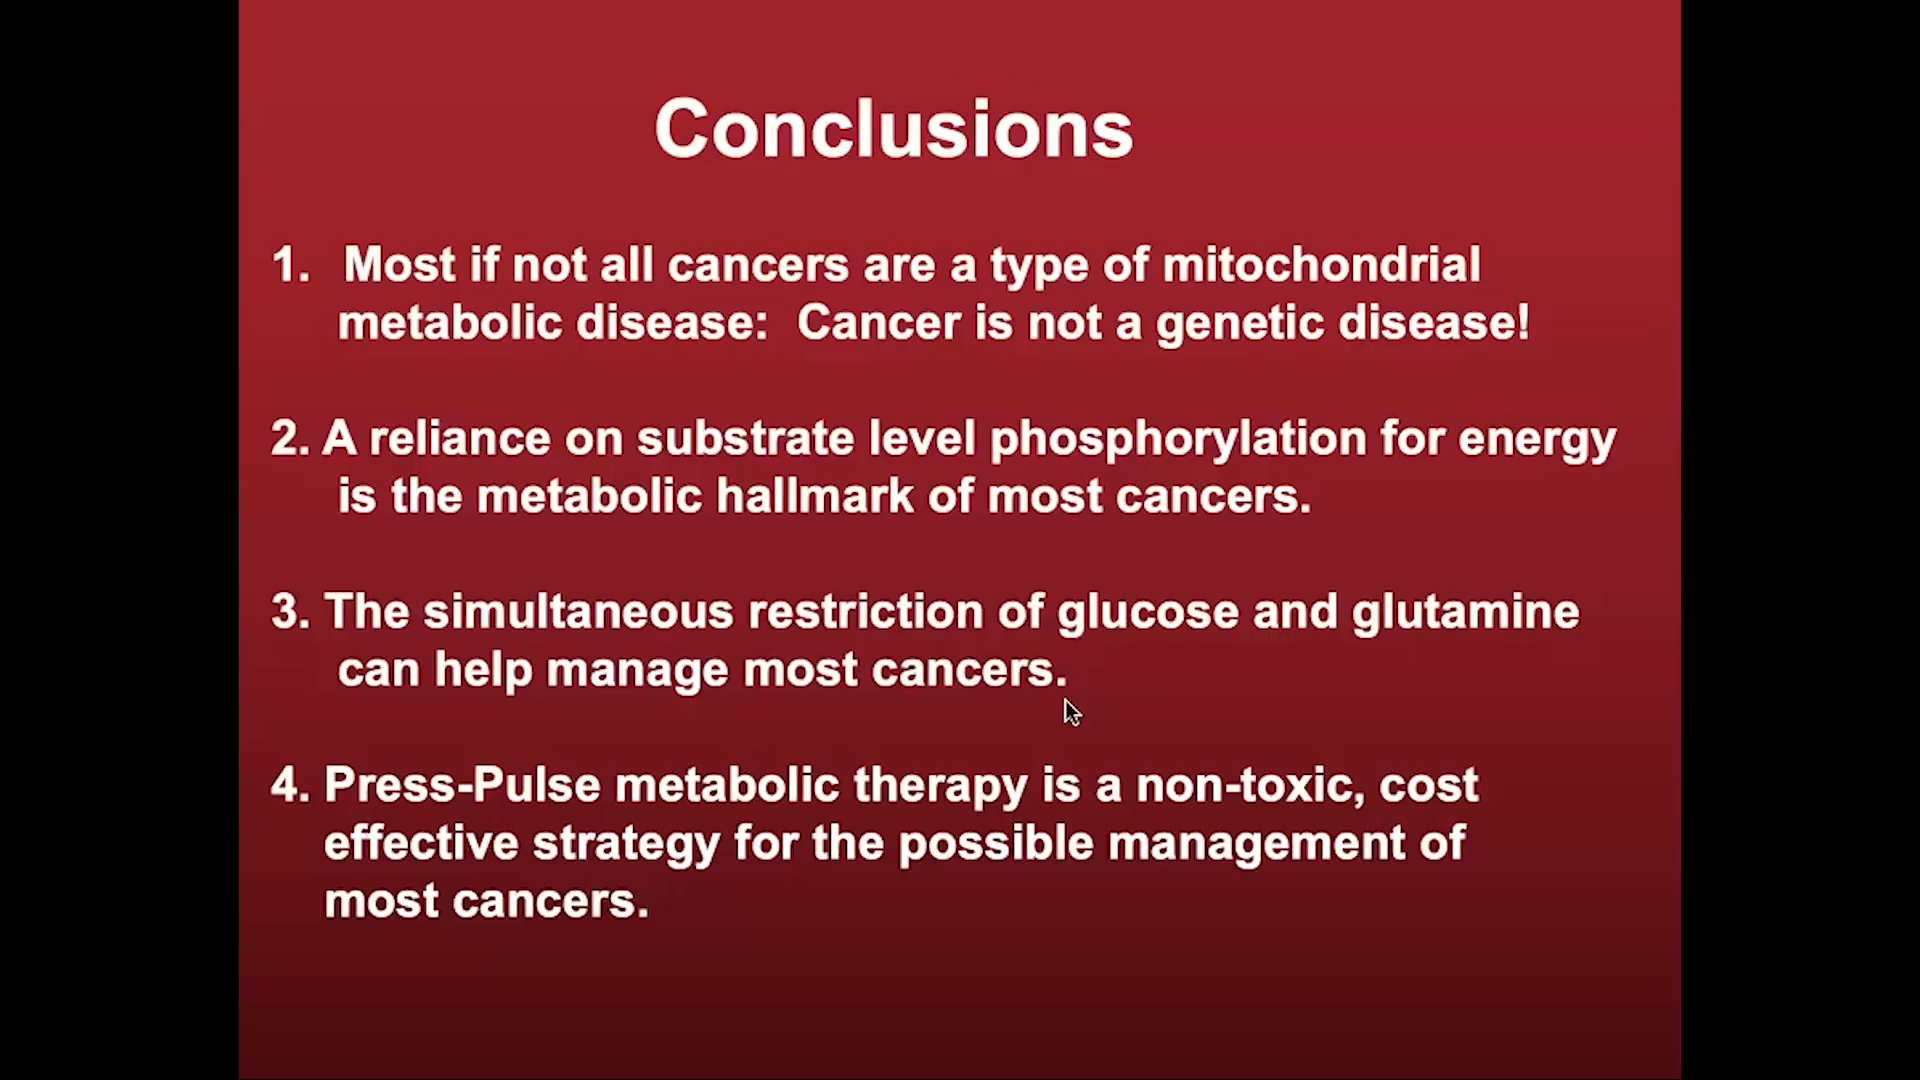 Conclusions
1. Most if not all cancers are a type of mitochondrial
metabolic disease: Cancer is not a genetic disease!
2. A reliance on substrate level phosphorylation for energy
is the metabolic hallmark of most cancers.
3. The simultaneous restriction of glucose and glutamine
can help manage most cancers.
4. Press-Pulse metabolic therapy is a non-toxic, cost
effective strategy for the possible management of
most cancers.